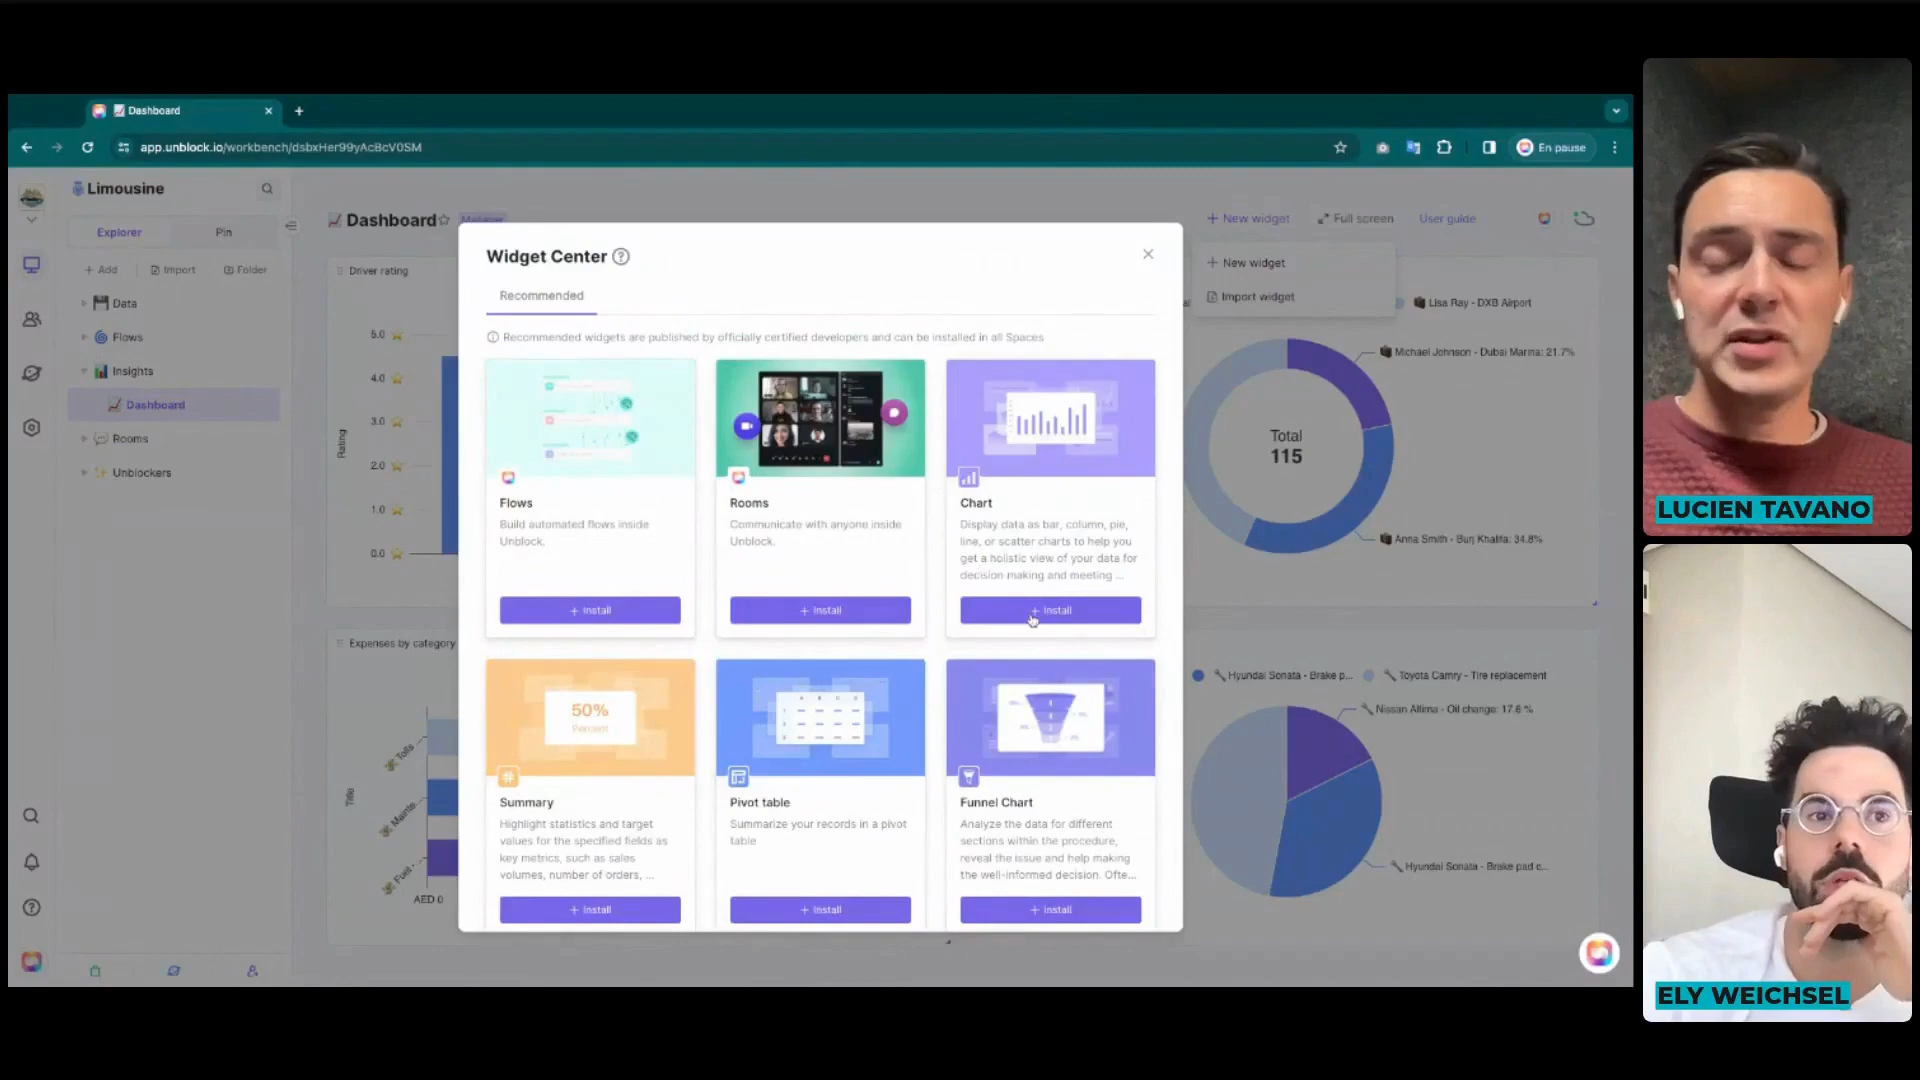 Dashboard
app.unblock.io/workbench/dsbxHer99yAcBcV0SM
En pause
Limousine
Explorer
Pin
+ Add
Import
Folder
Data
Flows
Insights
Dashboard
Rooms
Unblockers
Dashboard
Manager
+ New widget
Full screen
User guide
+ New widget
Import widget
Driver rating
5.0
4.0
3.0
2.0
1.0
0.0
Rating
Expenses by category
Title
Tolls
Fuel
AED 0
Widget Center
Recommended
Recommended widgets are published by officially certified developers and can be installed in all Spaces
Flows
Build automated flows inside
Unblock.
+ Install
Rooms
Communicate with anyone inside
Unblock.
+ Install
Chart
Display data as bar, column, pie,
line, or scatter charts to help you
get a holistic view of your data for
decision making and meeting ...
+ Install
50%
Percent
Summary
Highlight statistics and target
values for the specified fields as
key metrics, such as sales
volumes, number of orders, ...
+ Install
Pivot table
Summarize your records in a pivot
table
+ Install
Funnel Chart
Analyze the data for different
sections within the procedure,
reveal the issue and help making
the well-informed decision. Ofte...
+ Install
Lisa Ray - DXB Airport
Michael Johnson - Dubai Marina: 21.7%
Total
115
Anna Smith - Burj Khalifa: 34.8%
Hyundai Sonata - Brake p...
Toyota Camry - Tire replacement
Nissan Altima - Oil change: 17.6 %
Hyundai Sonata - Brake pad c...
LUCIEN TAVANO
ELY WEICHSEL